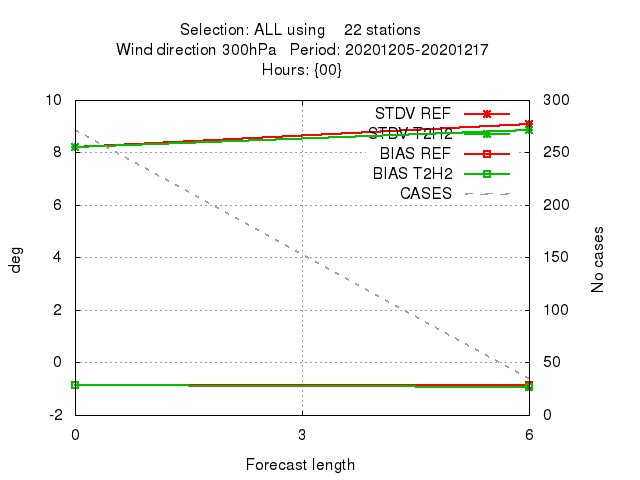 Selection: ALL using 22 stations
Wind direction 300hPa Period: 20201205-20201217
Hours: {00}
10 300
STDV REF
STDV T2H2
8 250
BIAS REF
BIAS T2H2
CASES
6 200
deg
4 150
No cases
2 100
0 50
-2 0
0 3 6
Forecast length